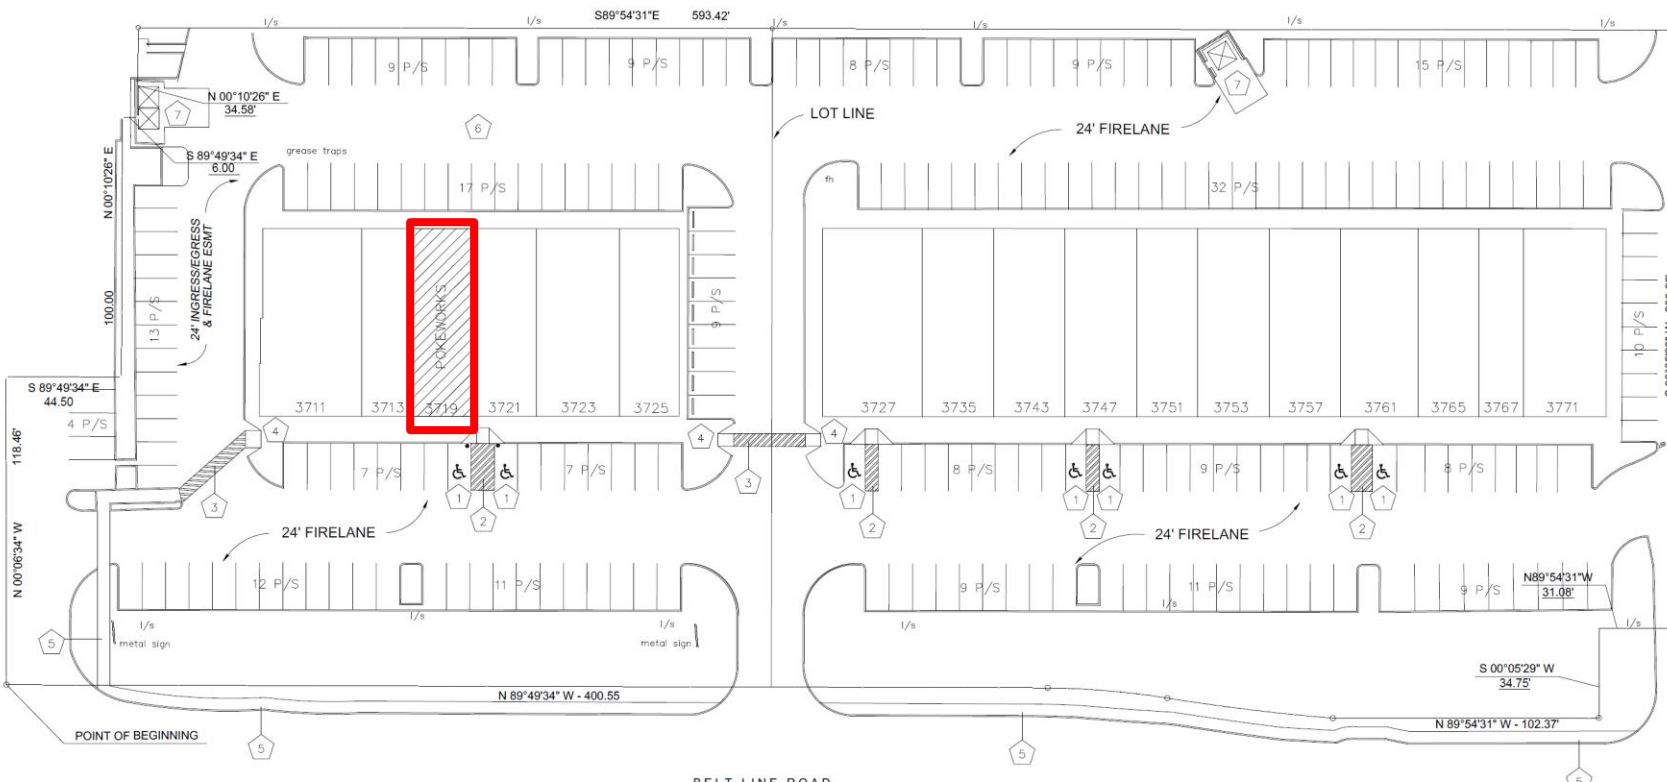 l/s
l/s
S89°54'31"E 593.42'
l/s
l/s
l/s
l/s
9 P/S
9 P/S
8 P/S
9 P/S
15 P/S
7
7
N 00°10'26" E
34.58'
LOT LINE
6
24' FIRELANE
grease traps
S 89°49'34" E
6.00
N 00°10'26" E
100.00
17 P/S
fh
32 P/S
24' INGRESS/EGRESS
& FIRELANE ESMT
13 P/S
POKEWORKS
9 P/S
10 P/S
S 89°49'34" E
44.50
4 P/S
3711
3713
3719
3721
3723
3725
3727
3735
3743
3747
3751
3753
3757
3761
3765
3767
3771
4
4
4
118.46'
7 P/S
7 P/S
8 P/S
9 P/S
8 P/S
3
3
1
1
1
1
1
1
1
2
2
2
2
24' FIRELANE
24' FIRELANE
N 00°06'34" W
12 P/S
11 P/S
9 P/S
11 P/S
9 P/S
N89°54'31"W
31.08'
l/s
l/s
l/s
l/s
l/s
l/s
metal sign
metal sign
5
S 00°05'29" W
34.75'
N 89°49'34" W - 400.55
N 89°54'31" W - 102.37'
POINT OF BEGINNING
5
5
5
BELT LINE ROAD